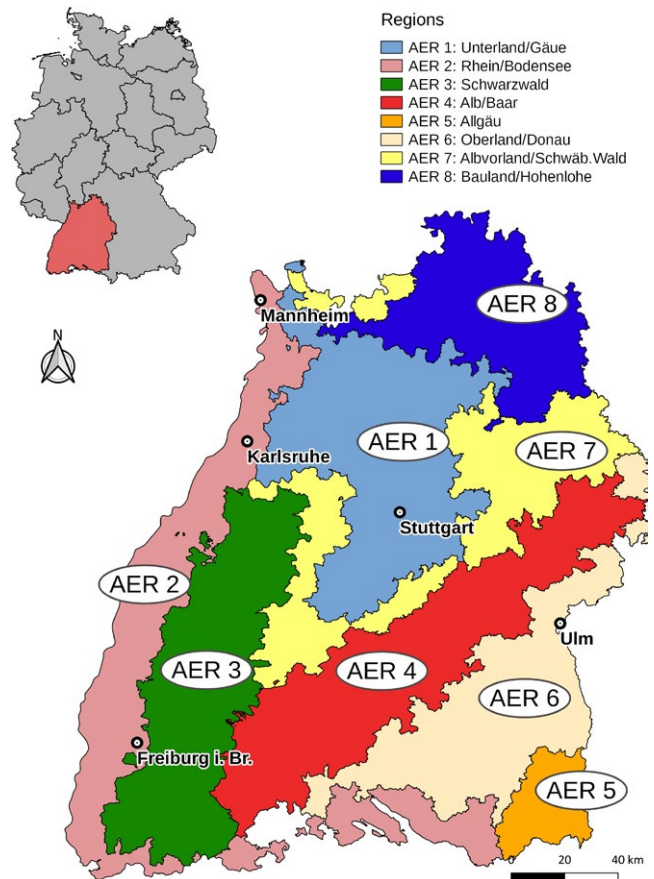 Regions
AER 1: Unterland/Gäue
AER 2: Rhein/Bodensee
AER 3: Schwarzwald
AER 4: Alb/Baar
AER 5: Allgäu
AER 6: Oberland/Donau
AER 7: Albvorland/Schwäb.Wald
AER 8: Bauland/Hohenlohe
AER 8
Mannheim
N
AER 1
AER 7
Karlsruhe
Stuttgart
AER 2
Ulm
AER 3
AER 4
AER 6
Freiburg i. Br.
AER 5
0 20 40 km